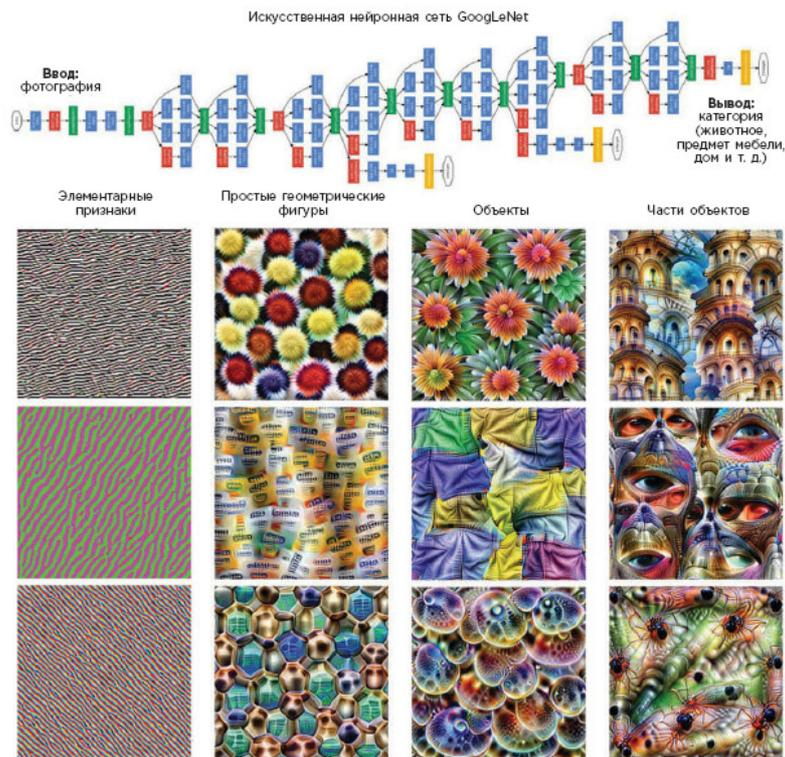 Искусственная нейронная сеть GoogLeNet
Ввод:
фотография
Вывод:
категория
(животное,
предмет мебели,
дом и т. д.)
Элементарные
признаки
Простые геометрические
фигуры
Объекты
Части объектов